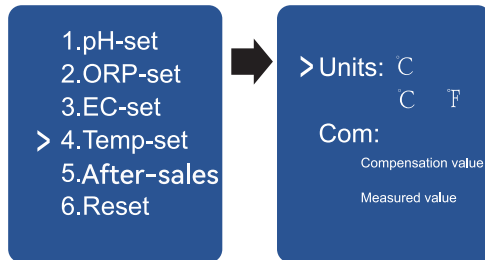 1.pH-set
2.ORP-set
3.EC-set
> 4.Temp-set
5.After-sales
6.Reset
> Units: °C
°C °F
Com:
Compensation value
Measured value